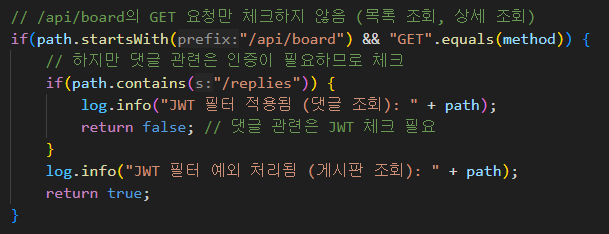 // /api/board의 GET 요청만 체크하지 않음 (목록 조회, 상세 조회)
if(path.startsWith(prefix:"/api/board") && "GET".equals(method)) {
// 하지만 댓글 관련은 인증이 필요하므로 체크
if(path.contains(s:"/replies")) {
log.info("JWT 필터 적용됨 (댓글 조회): " + path);
return false; // 댓글 관련은 JWT 체크 필요
}
log.info("JWT 필터 예외 처리됨 (게시판 조회): " + path);
return true;
}